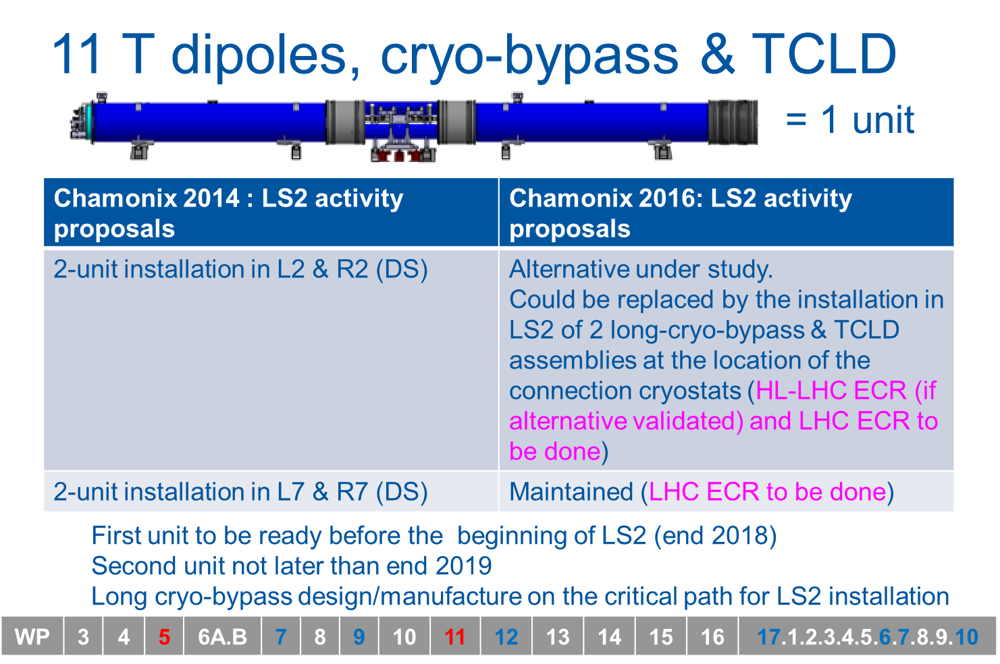 11 T dipoles, cryo-bypass & TCLD
= 1 unit
Chamonix 2014 : LS2 activity
proposals
Chamonix 2016: LS2 activity
proposals
2-unit installation in L2 & R2 (DS)
Alternative under study.
Could be replaced by the installation in
LS2 of 2 long-cryo-bypass & TCLD
assemblies at the location of the
connection cryostats (HL-LHC ECR (if
alternative validated) and LHC ECR to
be done)
2-unit installation in L7 & R7 (DS)
Maintained (LHC ECR to be done)
First unit to be ready before the  beginning of LS2 (end 2018)
Second unit not later than end 2019
Long cryo-bypass design/manufacture on the critical path for LS2 installation
WP 3 4 5 6A.B 7 8 9 10 11 12 13 14 15 16 17.1.2.3.4.5.6.7.8.9.10